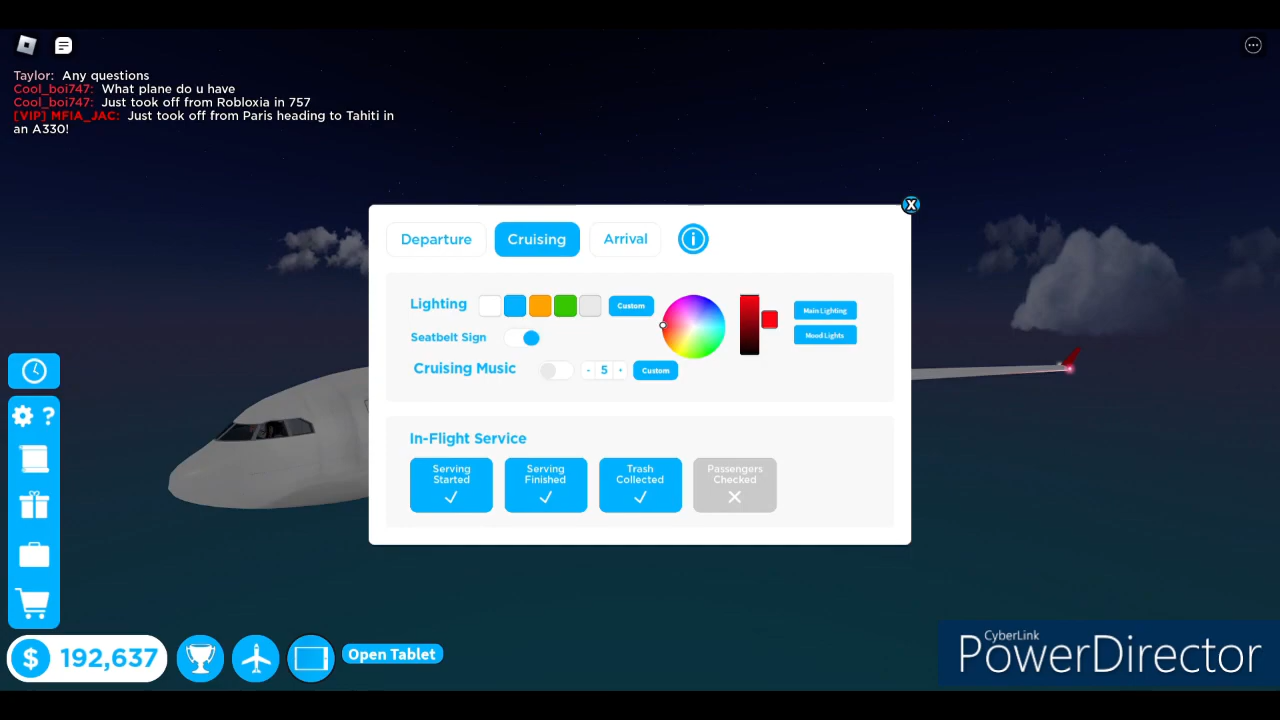 Taylor: Any questions
Cool_boi747: What plane do u have
Cool_boi747: Just took off from Robloxia in 757
[VIP] MFIA_JAC: Just took off from Paris heading to Tahiti in
an A330!
X
Departure
Cruising
Arrival
i
Lighting
Custom
Main Lighting
Seatbelt Sign
Mood Lights
Cruising Music
- 5 +
Custom
In-Flight Service
Serving
Started
Serving
Finished
Trash
Collected
Passengers
Checked
?
$ 192,637
Open Tablet
CyberLink
PowerDirector